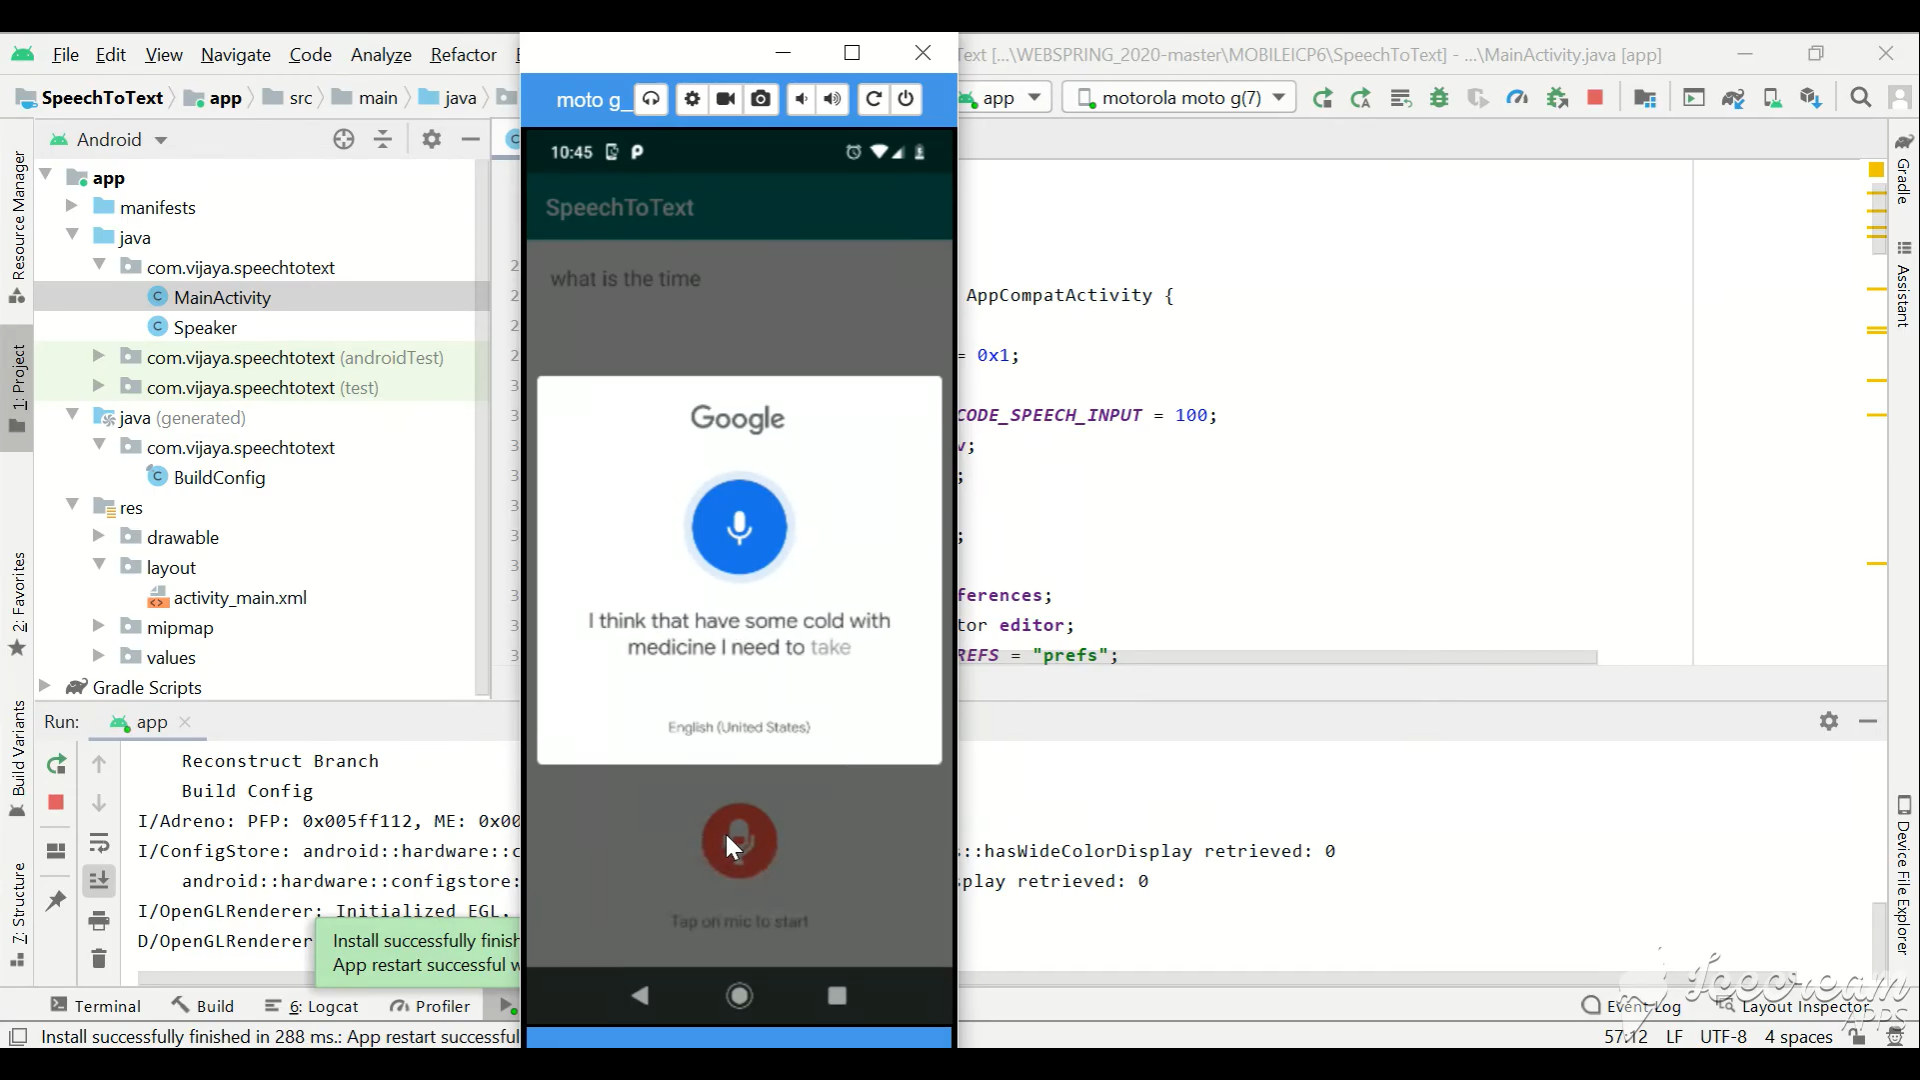 File Edit View Navigate Code Analyze Refactor
Text [...\WEBSPRING_2020-master\MOBILEICP6\SpeechToText] - ...\MainActivity.java [app]
SpeechToText app src main java
moto g_
app motorola moto g(7)
Android
app
manifests
java
com.vijaya.speechtotext
MainActivity
Speaker
com.vijaya.speechtotext (androidTest)
com.vijaya.speechtotext (test)
java (generated)
com.vijaya.speechtotext
BuildConfig
res
drawable
layout
activity_main.xml
mipmap
values
Gradle Scripts
Resource Manager
1: Project
2: Favorites
Build Variants
7: Structure
10:45
SpeechToText
what is the time
Google
I think that have some cold with
medicine I need to take
English (United States)
Tap on mic to start
AppCompatActivity {
= 0x1;
CODE_SPEECH_INPUT = 100;
v;
;
;
ferences;
tor editor;
REFS = "prefs";
Gradle
Assistant
Device File Explorer
Run: app
Reconstruct Branch
Build Config
I/Adreno: PFP: 0x005ff112, ME: 0x00
I/ConfigStore: android::hardware::c
s::hasWideColorDisplay retrieved: 0
android::hardware::configstore:
splay retrieved: 0
I/OpenGLRenderer: Initialized EGL,
D/OpenGLRenderer
Install successfully finish
App restart successful w
Terminal Build 6: Logcat Profiler
Event Log Layout Inspector
Install successfully finished in 288 ms.: App restart successful
57:12 LF UTF-8 4 spaces
Icecream
APPS